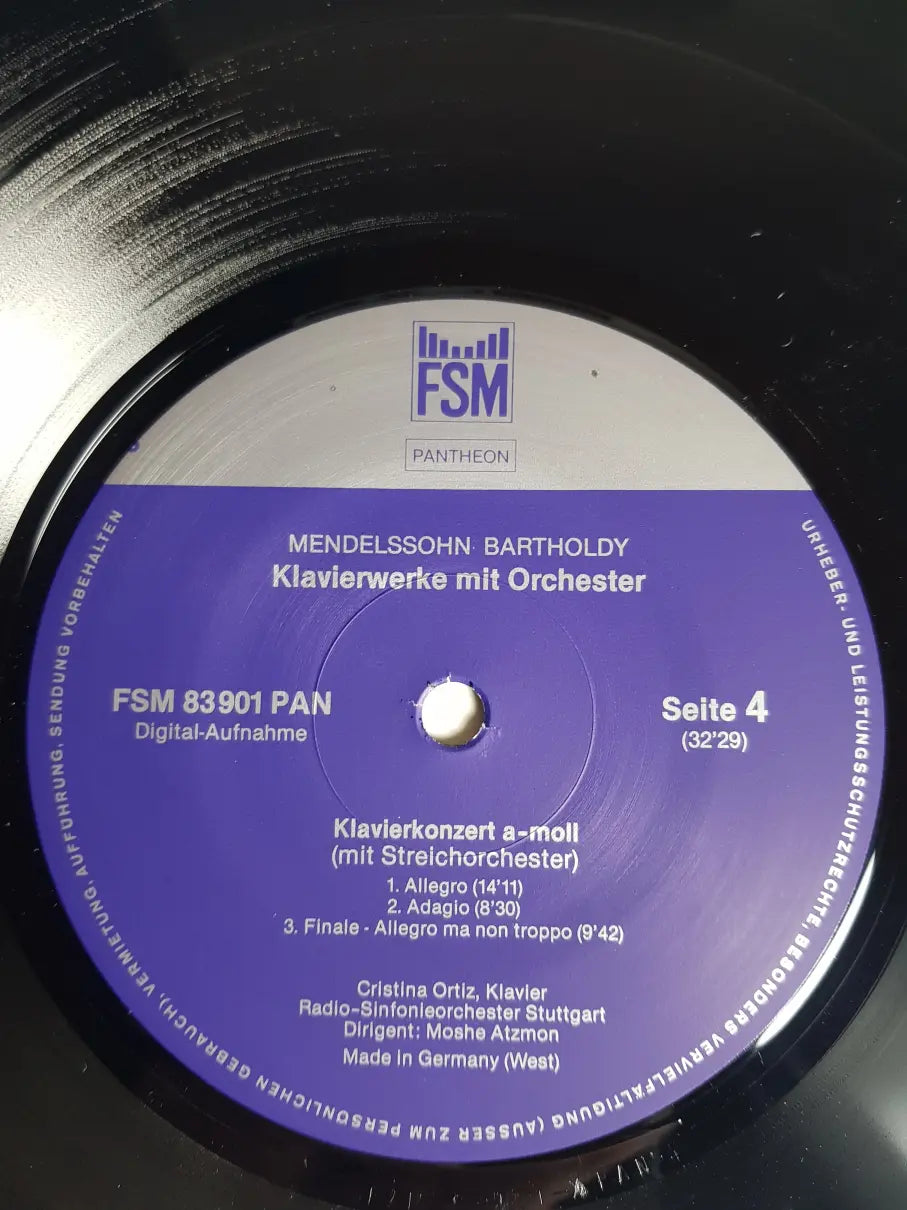 FSM
PANTHEON
MENDELSSOHN BARTHOLDY
Klavierwerke mit Orchester
FSM 83901 PAN
Digital-Aufnahme
Seite 4
(32'29)
Klavierkonzert a-moll
(mit Streichorchester)
1. Allegro (14'11)
2. Adagio (8'30)
3. Finale - Allegro ma non troppo (9'42)
Cristina Ortiz, Klavier
Radio-Sinfonieorchester Stuttgart
Dirigent: Moshe Atzmon
Made in Germany (West)
URHEBER- UND LEISTUNGSSCHUTZRECHTE, BESONDERS VERVIELFÄLTIGUNG (AUSSER ZUM PERSÖNLICHEN GEBRAUCH), VERMIETUNG, AUFFÜHRUNG, SENDUNG VORBEHALTEN